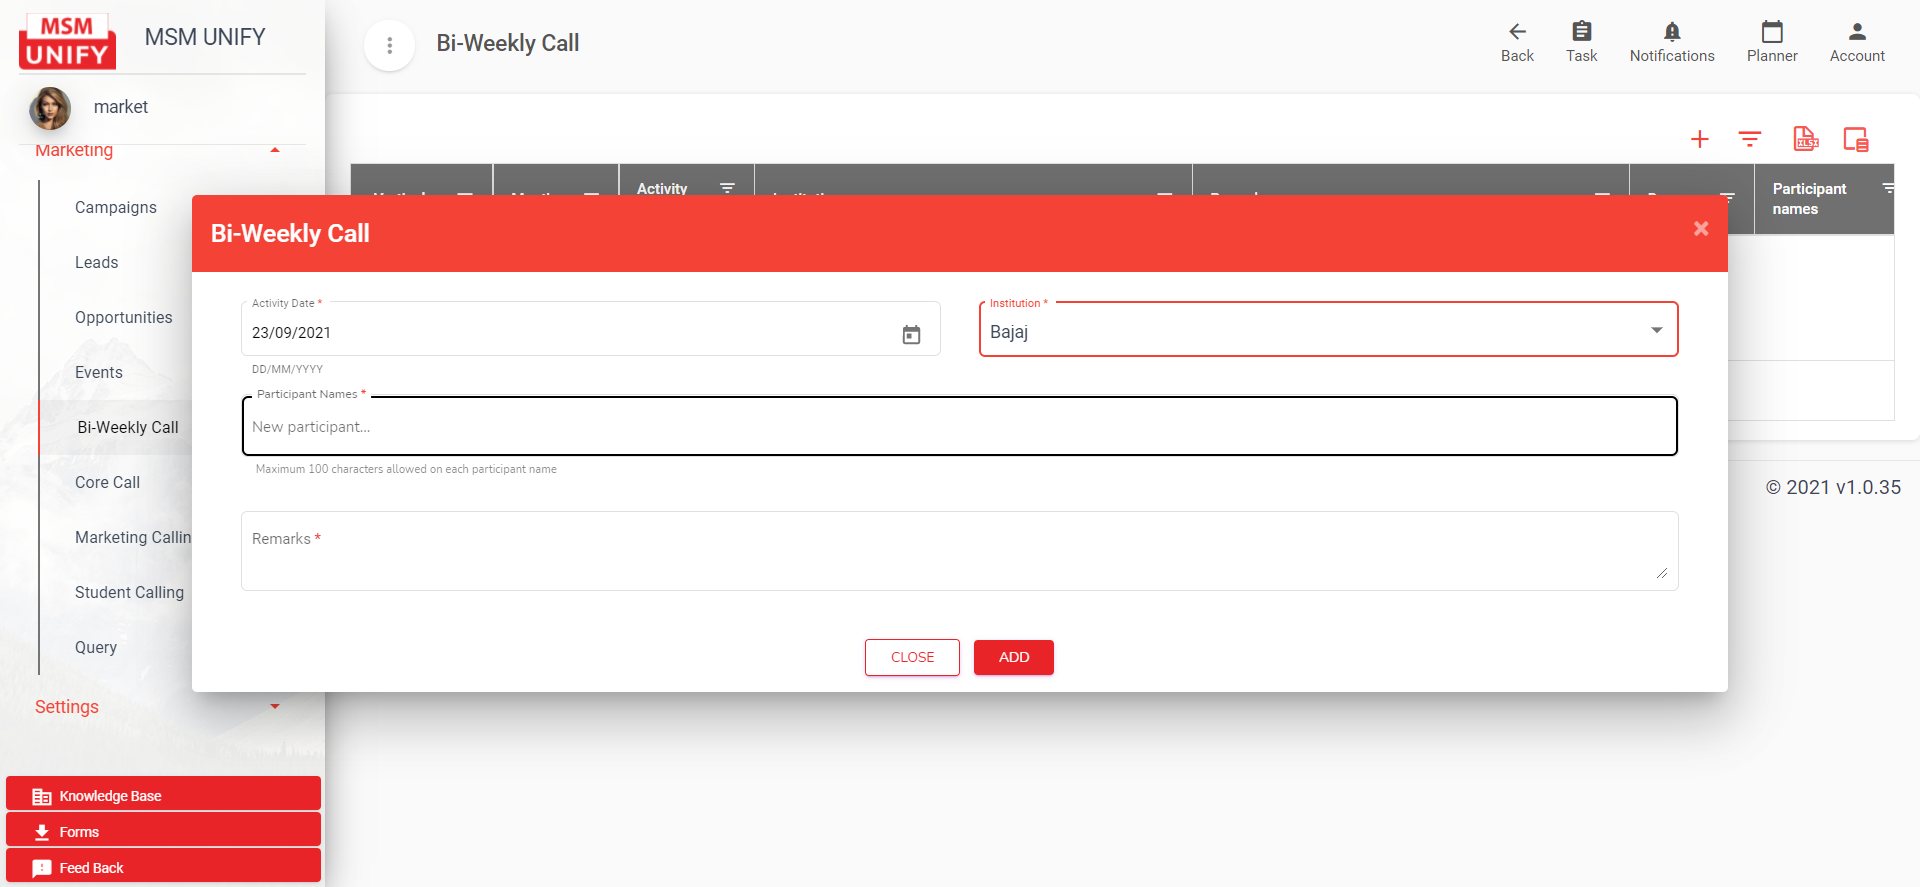 MSM
UNIFY
MSM UNIFY
market
Marketing
Campaigns
Leads
Opportunities
Events
Bi-Weekly Call
Core Call
Marketing Callin
Student Calling
Query
Settings
Knowledge Base
Forms
Feed Back
Bi-Weekly Call
Back
Task
Notifications
Planner
Account
XLSX
Activity
Participant
names
Bi-Weekly Call
×
Activity Date *
23/09/2021
DD/MM/YYYY
Institution *
Bajaj
Participant Names *
New participant...
Maximum 100 characters allowed on each participant name
Remarks *
CLOSE
ADD
© 2021 v1.0.35